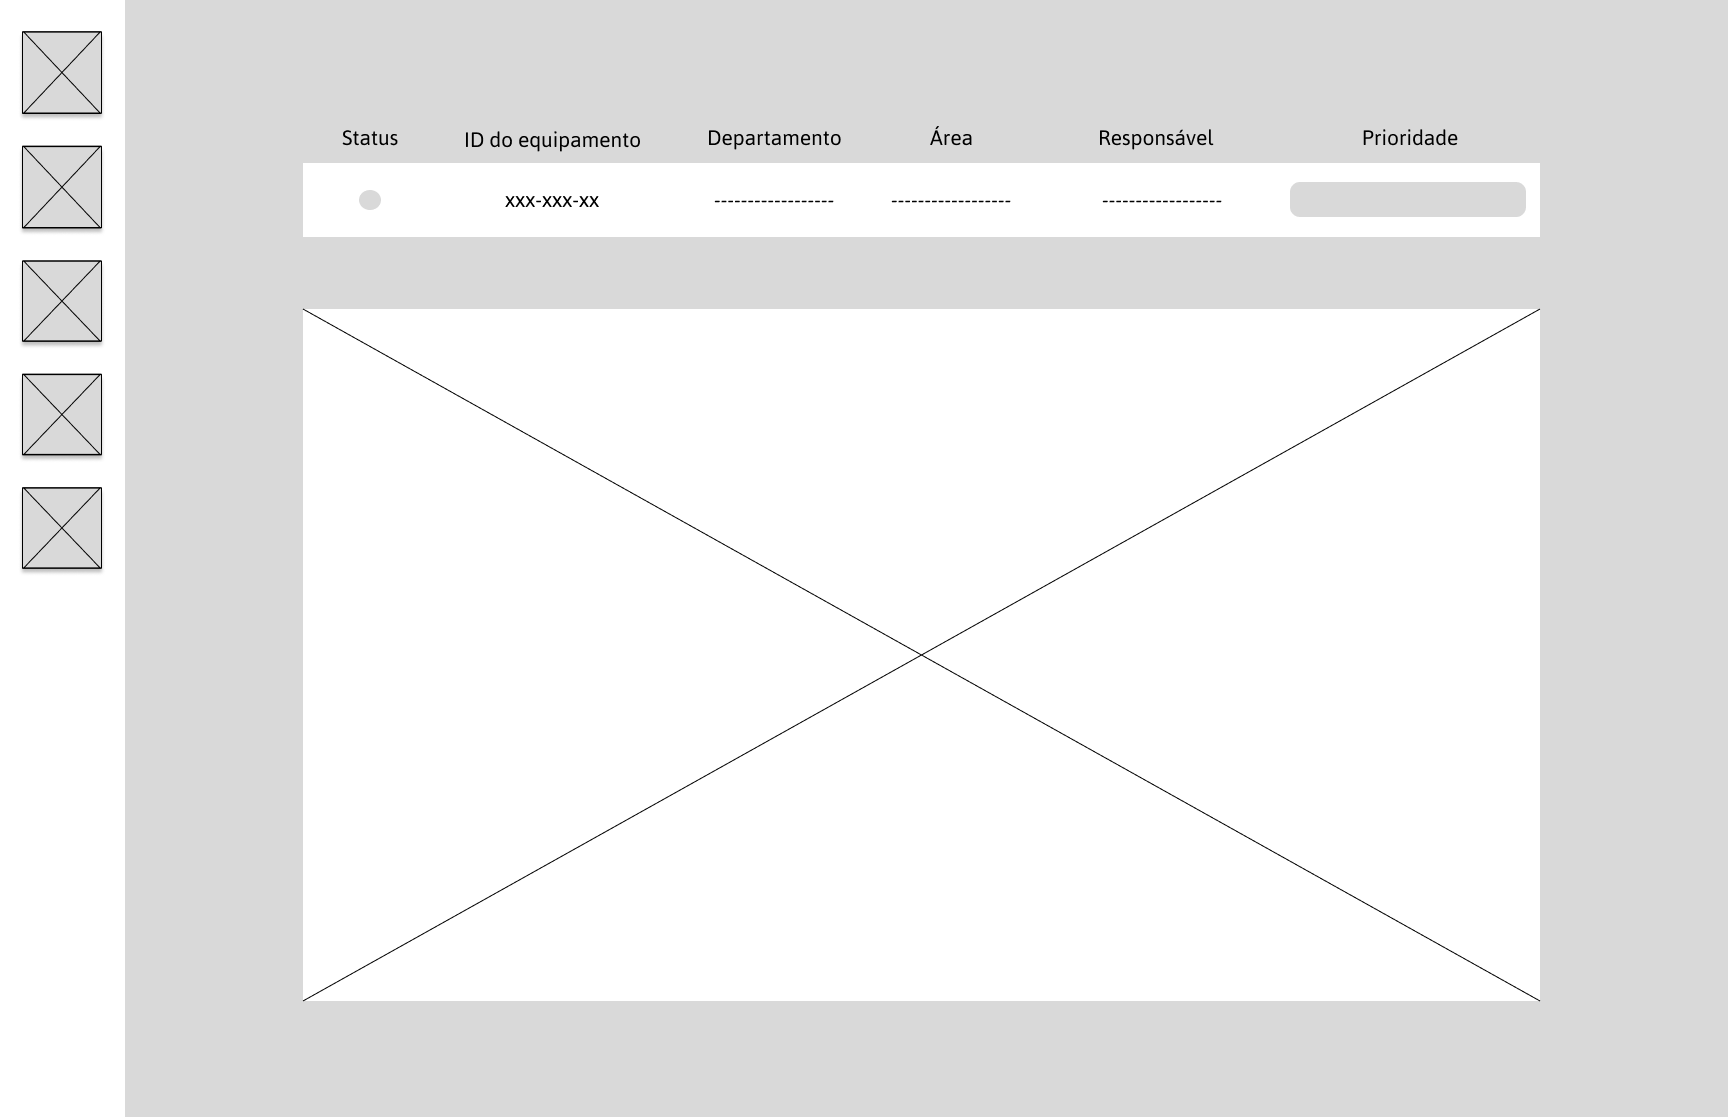 Status ID do equipamento Departamento Área Responsável Prioridade
xxx-xxx-xx ------------------ ------------------ ------------------